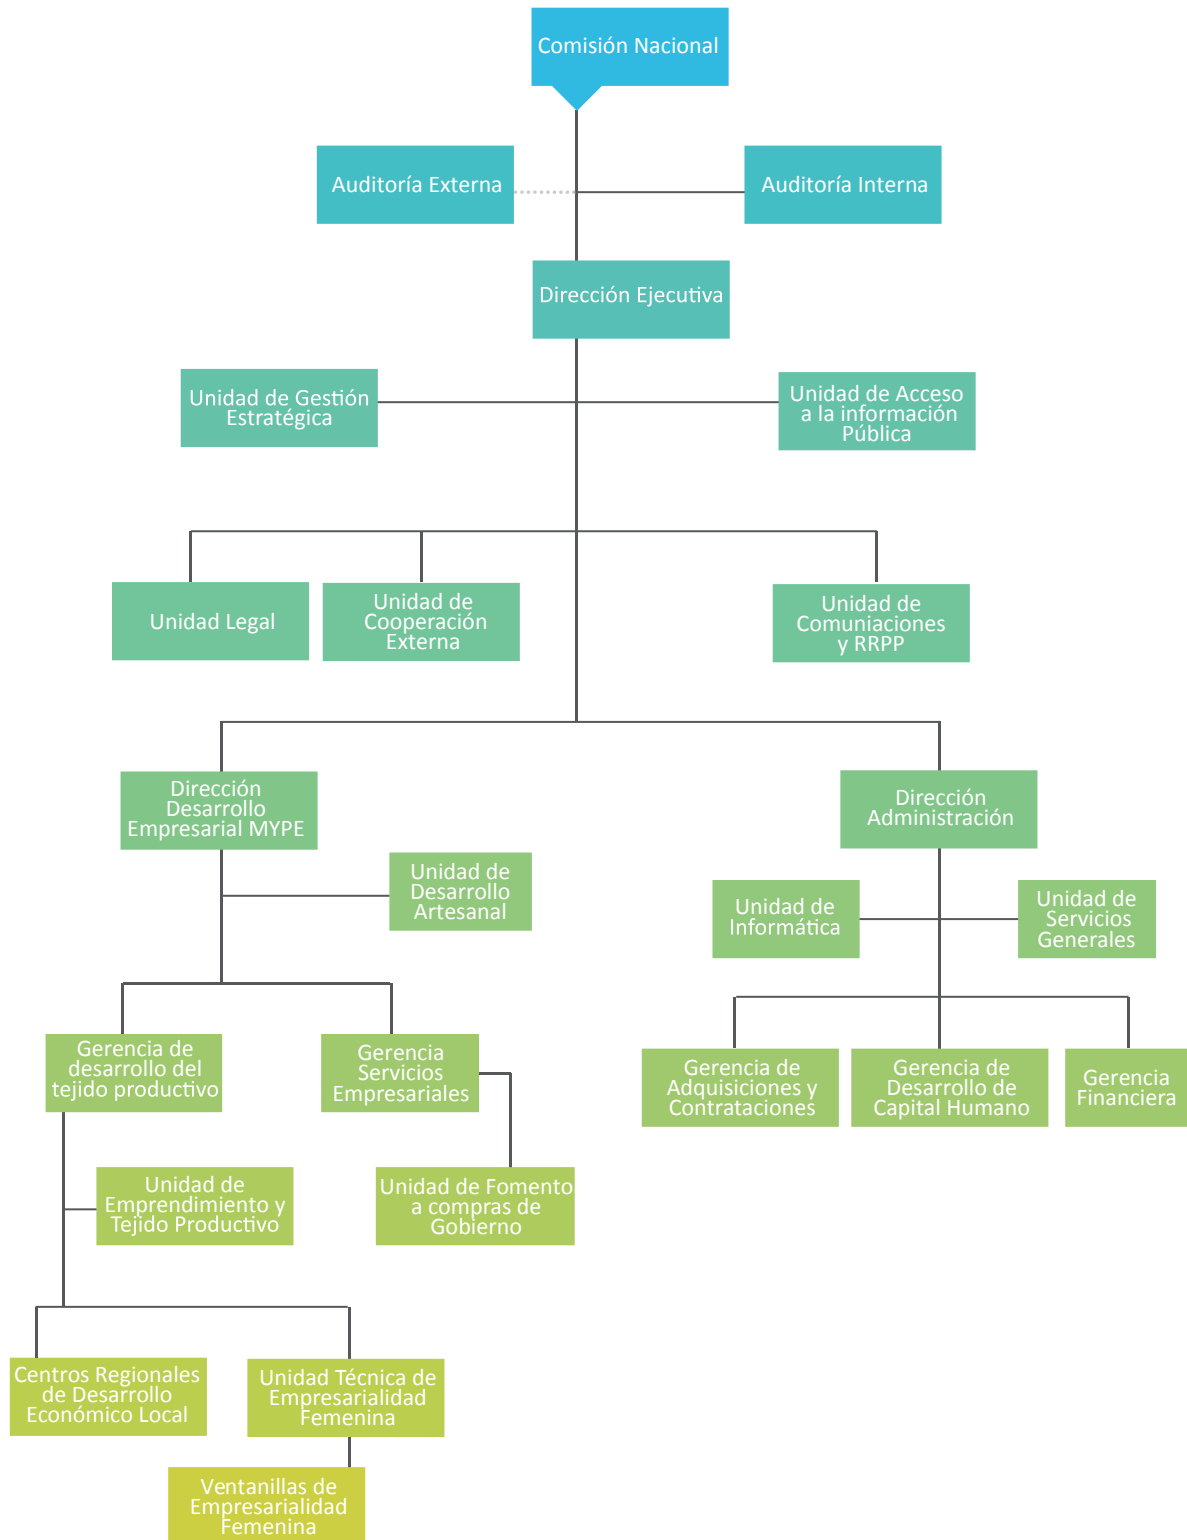 Comisión Nacional
Auditoría Externa
Auditoría Interna
Dirección Ejecutiva
Unidad de Gestión
Estratégica
Unidad de Acceso
a la información
Pública
Unidad Legal
Unidad de
Cooperación
Externa
Unidad de
Comuniaciones
y RRPP
Dirección
Desarrollo
Empresarial MYPE
Dirección
Administración
Unidad de
Desarrollo
Artesanal
Unidad de
Informática
Unidad de
Servicios
Generales
Gerencia de
desarrollo del
tejido productivo
Gerencia
Servicios
Empresariales
Gerencia de
Adquisiciones y
Contrataciones
Gerencia de
Desarrollo de
Capital Humano
Gerencia
Financiera
Unidad de
Emprendimiento y
Tejido Productivo
Unidad de Fomento
a compras de
Gobierno
Centros Regionales
de Desarrollo
Económico Local
Unidad Técnica de
Empresarialidad
Femenina
Ventanillas de
Empresarialidad
Femenina